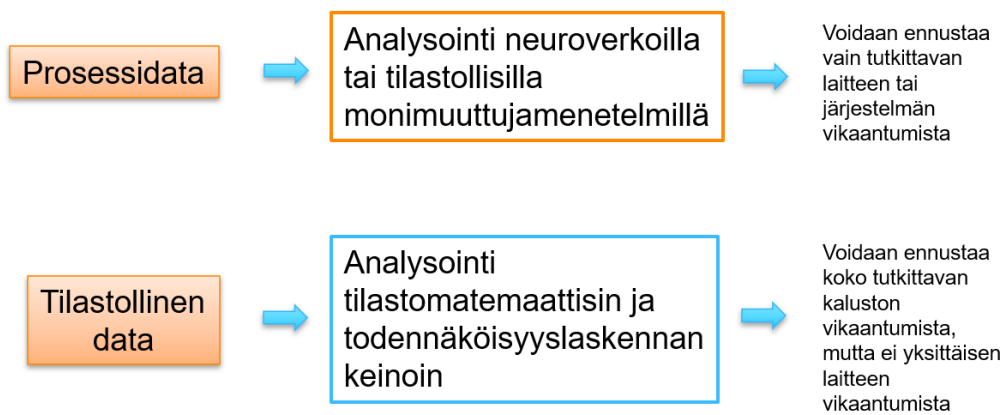 Prosessidata
Analysointi neuroverkoilla
tai tilastollisilla
monimuuttujamenetelmillä
Voidaan ennustaa
vain tutkittavan
laitteen tai
järjestelmän
vikaantumista
Tilastollinen
data
Analysointi
tilastomatemaattisin ja
todennäköisyyslaskennan
keinoin
Voidaan ennustaa
koko tutkittavan
kaluston
vikaantumista,
mutta ei yksittäisen
laitteen
vikaantumista